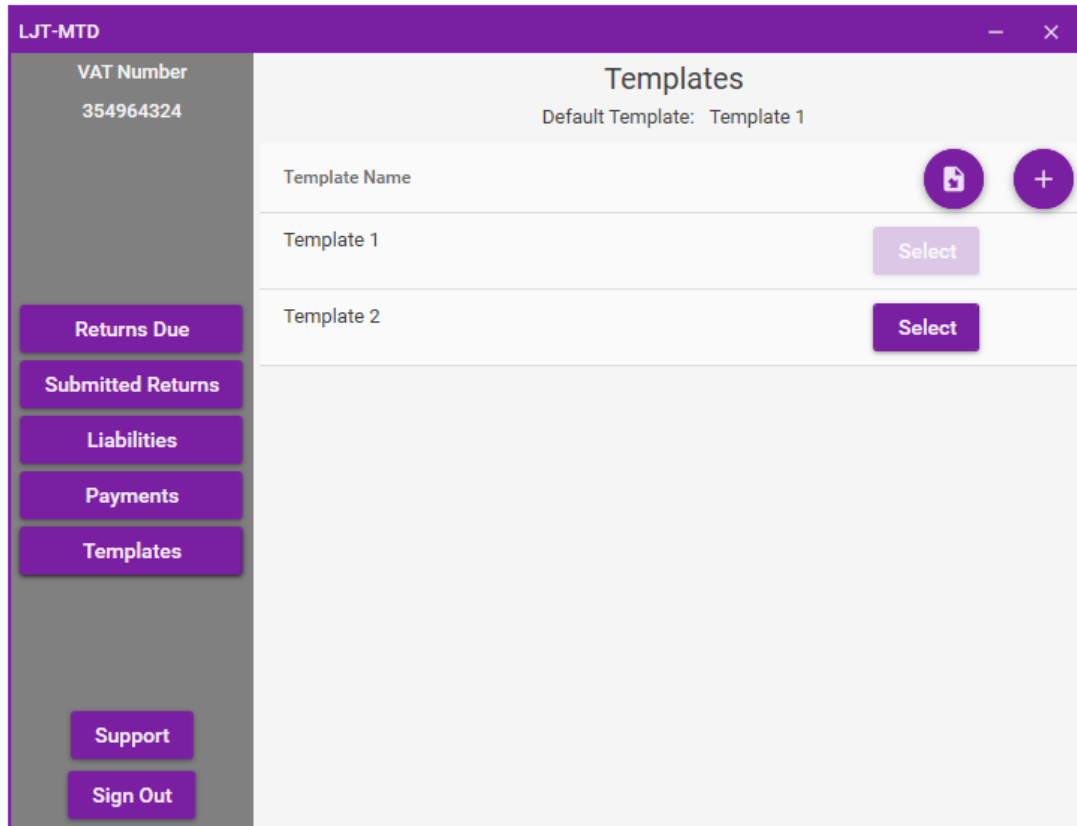 LJT-MTD
VAT Number
354964324
Returns Due
Submitted Returns
Liabilities
Payments
Templates
Support
Sign Out
Templates
Default Template: Template 1
Template Name
Template 1
Select
Template 2
Select